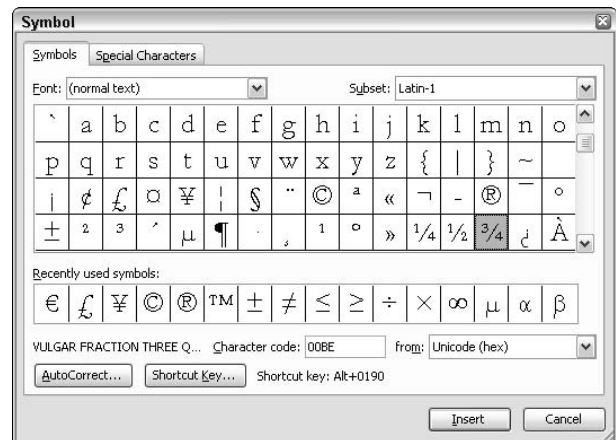 Symbol
Symbols Special Characters
Font: (normal text) Subset: Latin-1
` a b c d e f g h i j k l m n o
p q r s t u v w x y z { | } ~
¡ ¢ £ ¤ ¥ ¦ § ¨ © ª « ¬ - ® ¯ °
± ² ³ ´ µ ¶ · ¸ ¹ º » ¼ ½ ¾ ¿ À
Recently used symbols:
€ £ ¥ © ® ™ ± ≠ ≤ ≥ ÷ × ∞ µ α β
VULGAR FRACTION THREE Q... Character code: 00BE from: Unicode (hex)
AutoCorrect... Shortcut Key... Shortcut key: Alt+0190
Insert Cancel